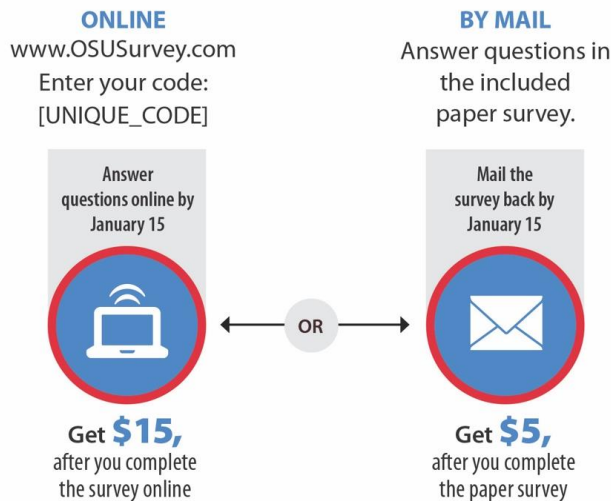 ONLINE
www.OSUSurvey.com
Enter your code:
[UNIQUE_CODE]
Answer
questions online by
January 15
Get $15,
after you complete
the survey online
OR
BY MAIL
Answer questions in
the included
paper survey.
Mail the
survey back by
January 15
Get $5,
after you complete
the paper survey